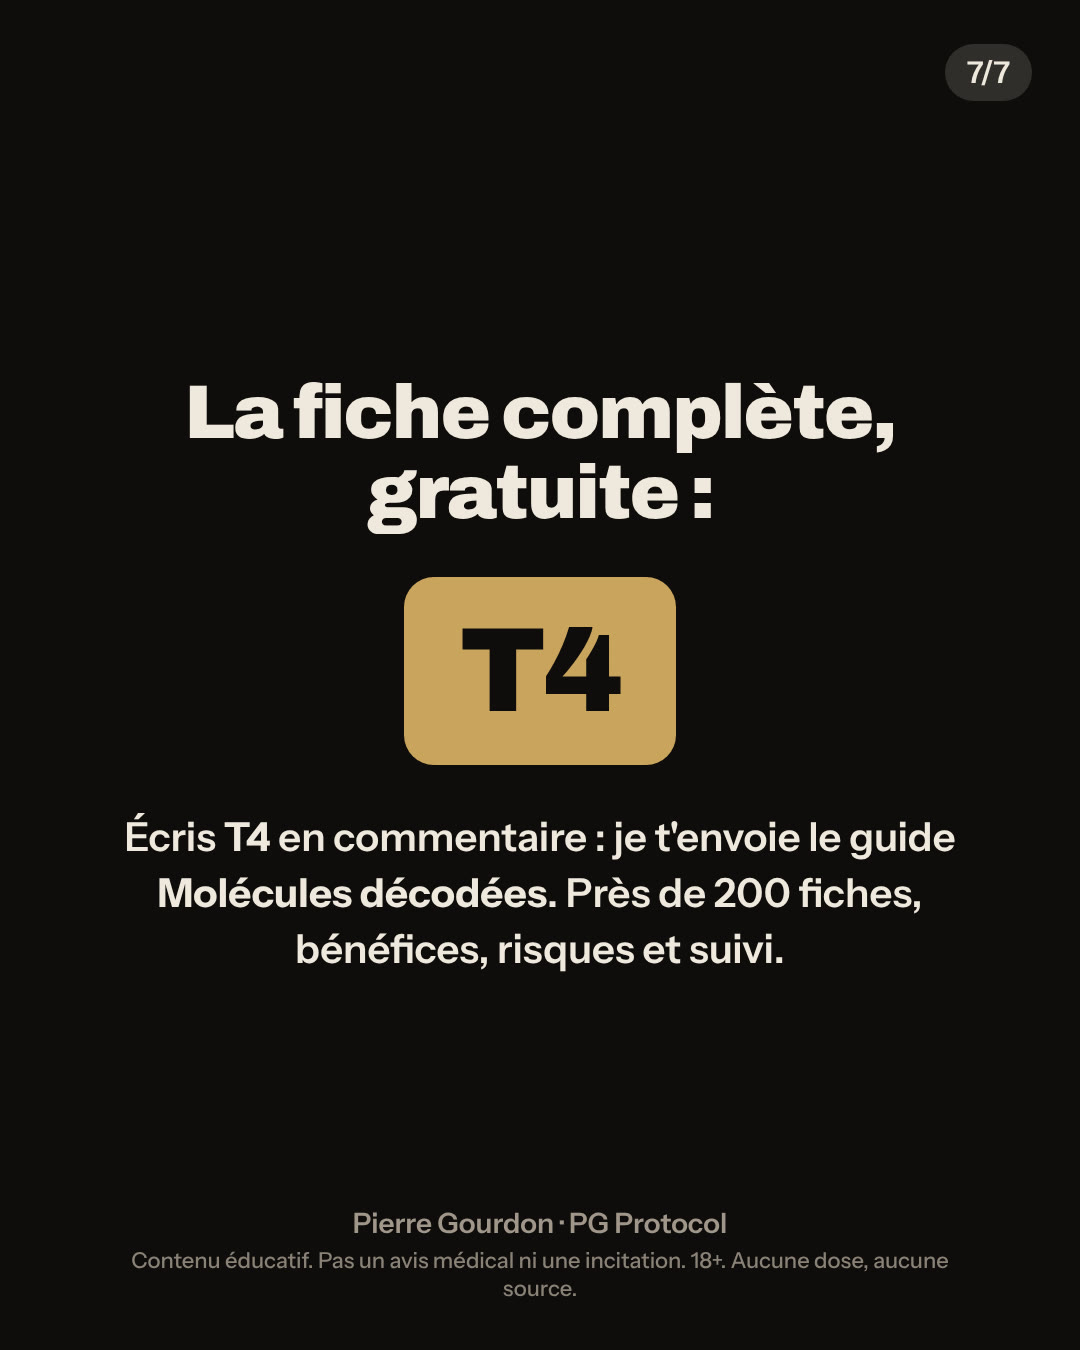 7/7
La fiche complète,
gratuite :
T4
Écris T4 en commentaire : je t'envoie le guide
Molécules décodées. Près de 200 fiches,
bénéfices, risques et suivi.
Pierre Gourdon · PG Protocol
Contenu éducatif. Pas un avis médical ni une incitation. 18+. Aucune dose, aucune
source.